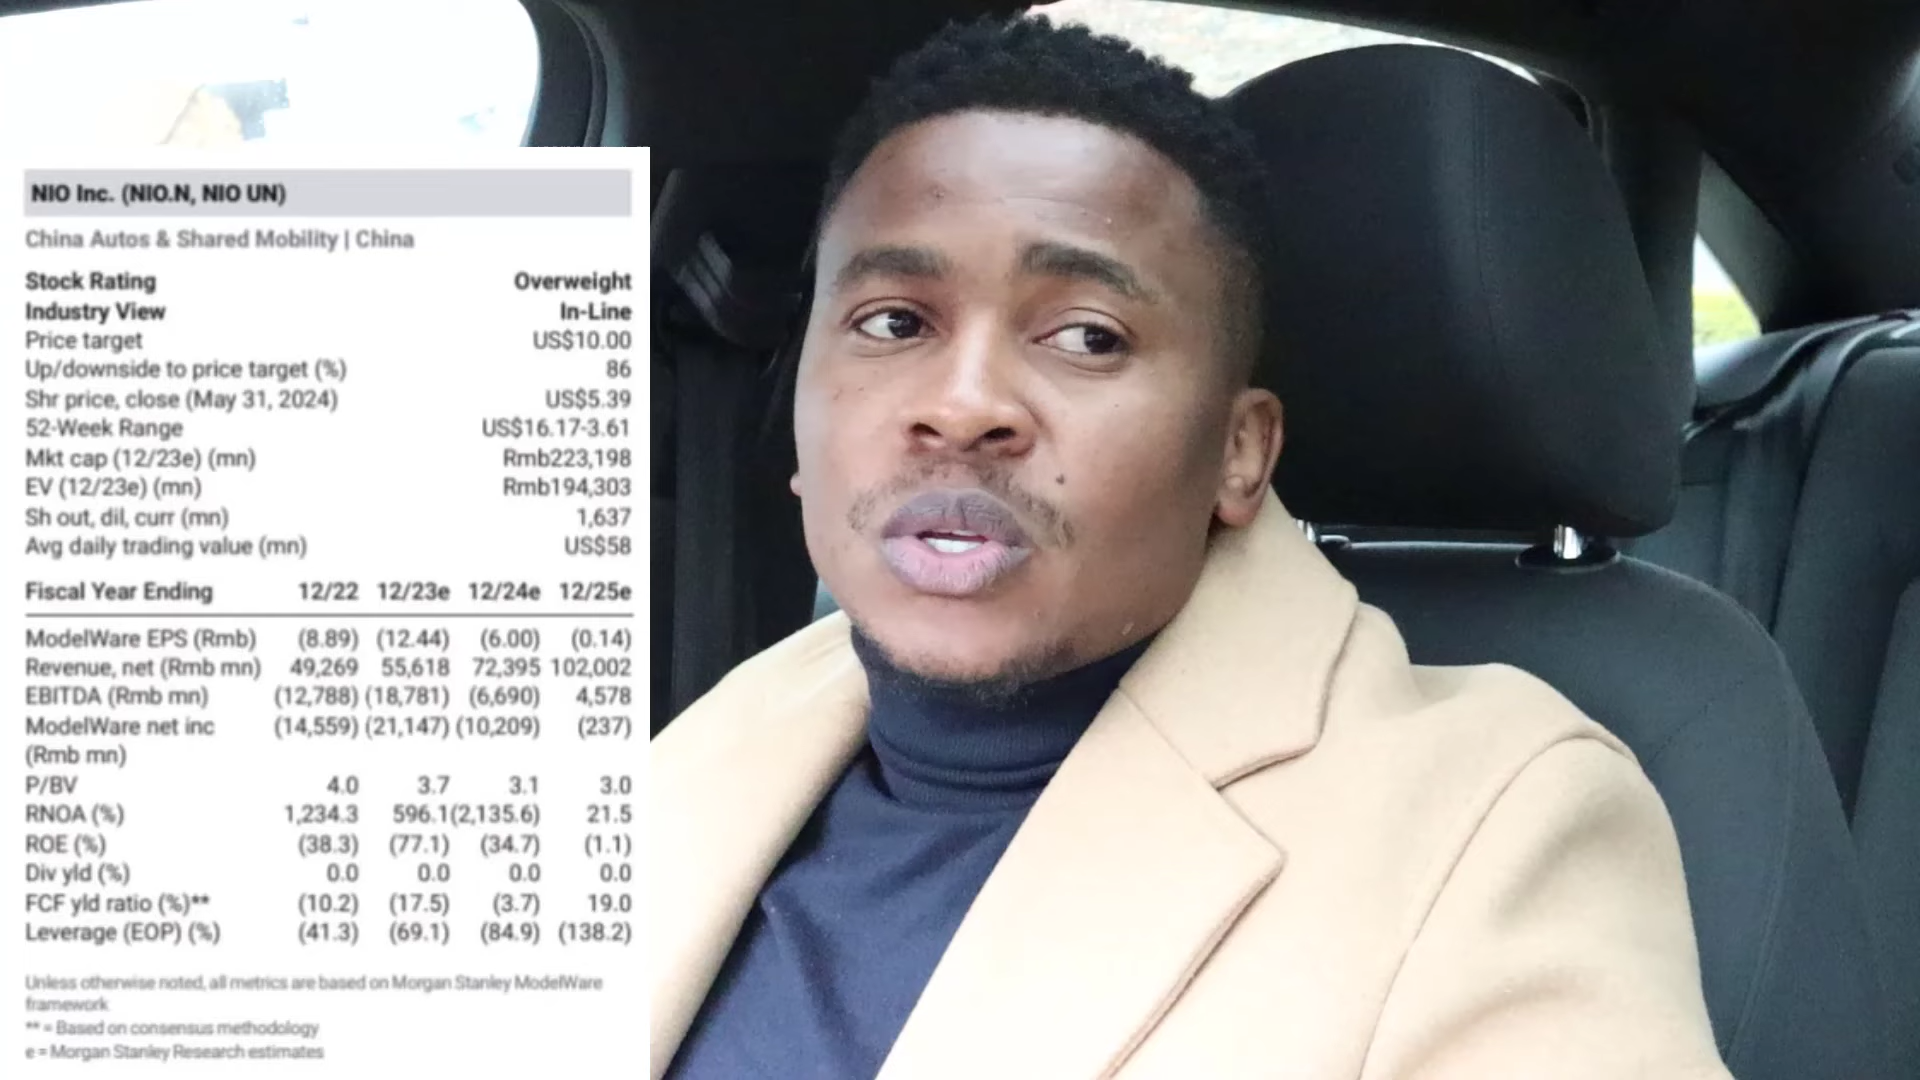 NIO Inc. (NIO.N, NIO UN)
China Autos & Shared Mobility | China
Stock Rating Overweight
Industry View In-Line
Price target US$10.00
Up/downside to price target (%) 86
Shr price, close (May 31, 2024) US$5.39
52-Week Range US$16.17-3.61
Mkt cap (12/23e) (mn) Rmb223,198
EV (12/23e) (mn) Rmb194,303
Sh out, dil, curr (mn) 1,637
Avg daily trading value (mn) US$58
Fiscal Year Ending 12/22 12/23e 12/24e 12/25e
ModelWare EPS (Rmb) (8.89) (12.44) (6.00) (0.14)
Revenue, net (Rmb mn) 49,269 55,618 72,395 102,002
EBITDA (Rmb mn) (12,788) (18,781) (6,690) 4,578
ModelWare net inc (14,559) (21,147) (10,209) (237)
(Rmb mn)
P/BV 4.0 3.7 3.1 3.0
RNOA (%) 1,234.3 596.1 (2,135.6) 21.5
ROE (%) (38.3) (77.1) (34.7) (1.1)
Div yld (%) 0.0 0.0 0.0 0.0
FCF yld ratio (%)** (10.2) (17.5) (3.7) 19.0
Leverage (EOP) (%) (41.3) (69.1) (84.9) (138.2)
Unless otherwise noted, all metrics are based on Morgan Stanley ModelWare
framework
** = Based on consensus methodology
e = Morgan Stanley Research estimates